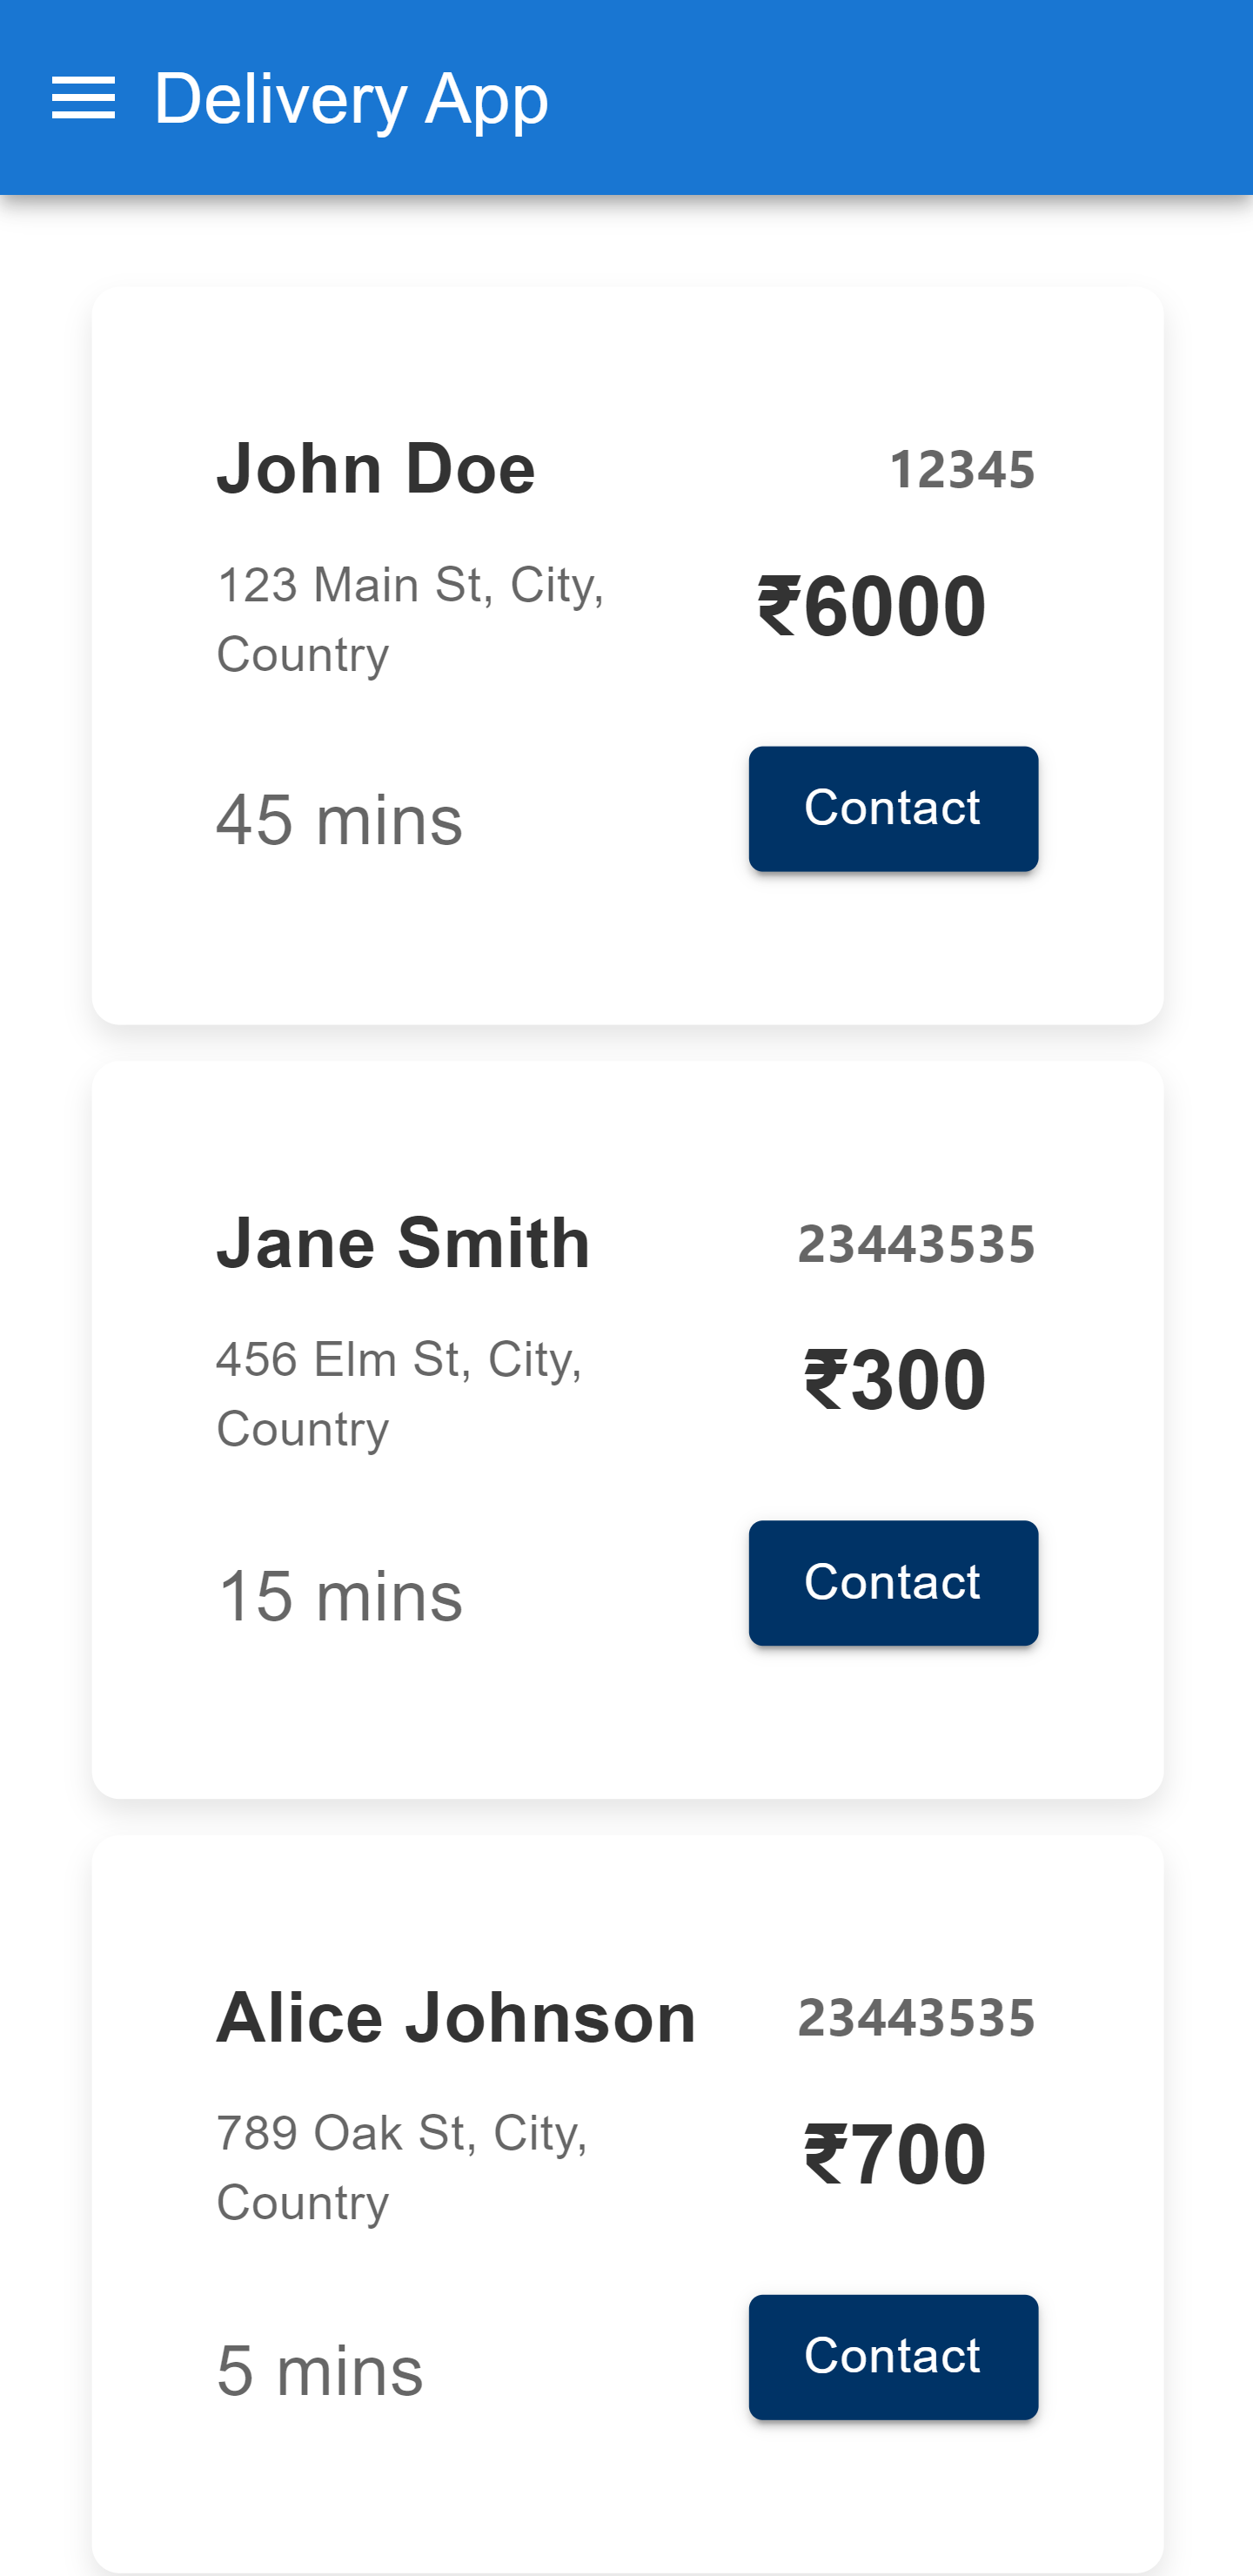 Delivery App
John Doe
12345
123 Main St, City,
Country
₹6000
45 mins
Contact
Jane Smith
23443535
456 Elm St, City,
Country
₹300
15 mins
Contact
Alice Johnson
23443535
789 Oak St, City,
Country
₹700
5 mins
Contact